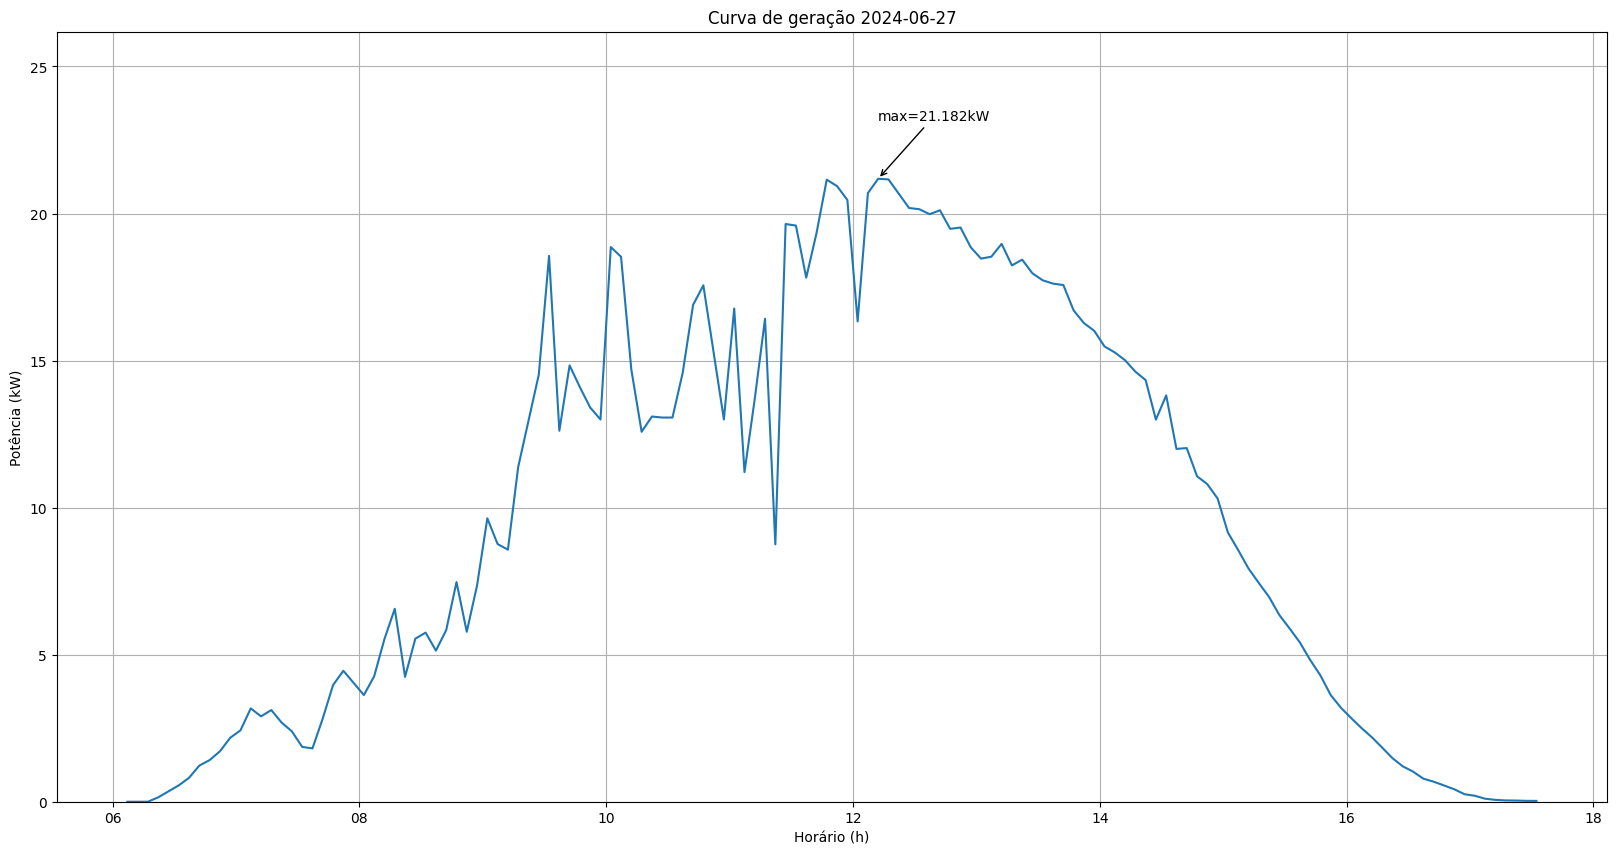 Curva de geração 2024-06-27
25
max=21.182kW
20
15
Potência (kW)
10
5
0
06 08 10 12 14 16 18
Horário (h)